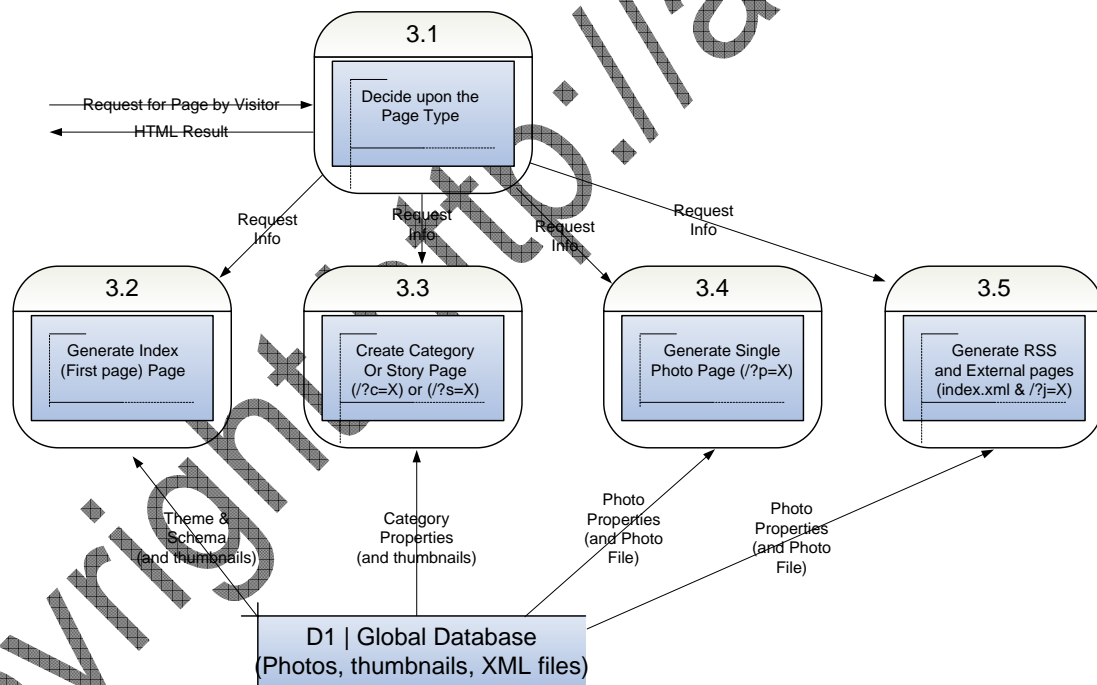 3.1
Decide upon the
Page Type
Request for Page by Visitor
HTML Result
Request
Info
Request
Info
Request
Info
Request
Info
3.2
Generate Index
(First page) Page
3.3
Create Category
Or Story Page
(/?c=X) or (/?s=X)
3.4
Generate Single
Photo Page (/?p=X)
3.5
Generate RSS
and External pages
(index.xml & /?j=X)
Theme &
Schema
(and thumbnails)
Category
Properties
(and thumbnails)
Photo
Properties
(and Photo
File)
Photo
Properties
(and Photo
File)
D1 | Global Database
(Photos, thumbnails, XML files)